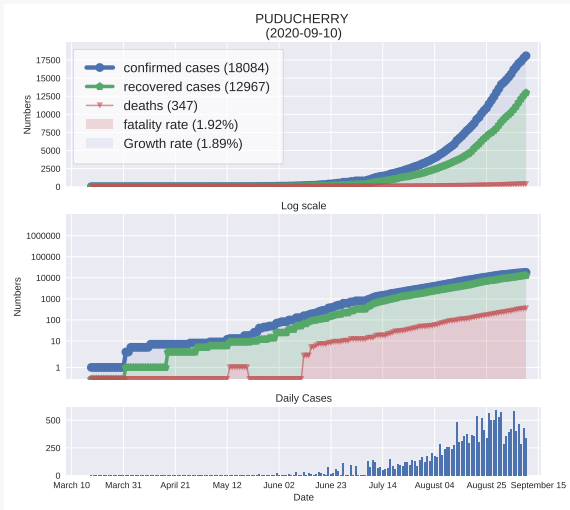 PUDUCHERRY
(2020-09-10)
Numbers
17500
15000
12500
10000
7500
5000
2500
0
confirmed cases (18084)
recovered cases (12967)
deaths (347)
fatality rate (1.92%)
Growth rate (1.89%)
Log scale
Numbers
1000000
100000
10000
1000
100
10
1
Daily Cases
500
250
0
March 10 March 31 April 21 May 12 June 02 June 23 July 14 August 04 August 25 September 15
Date